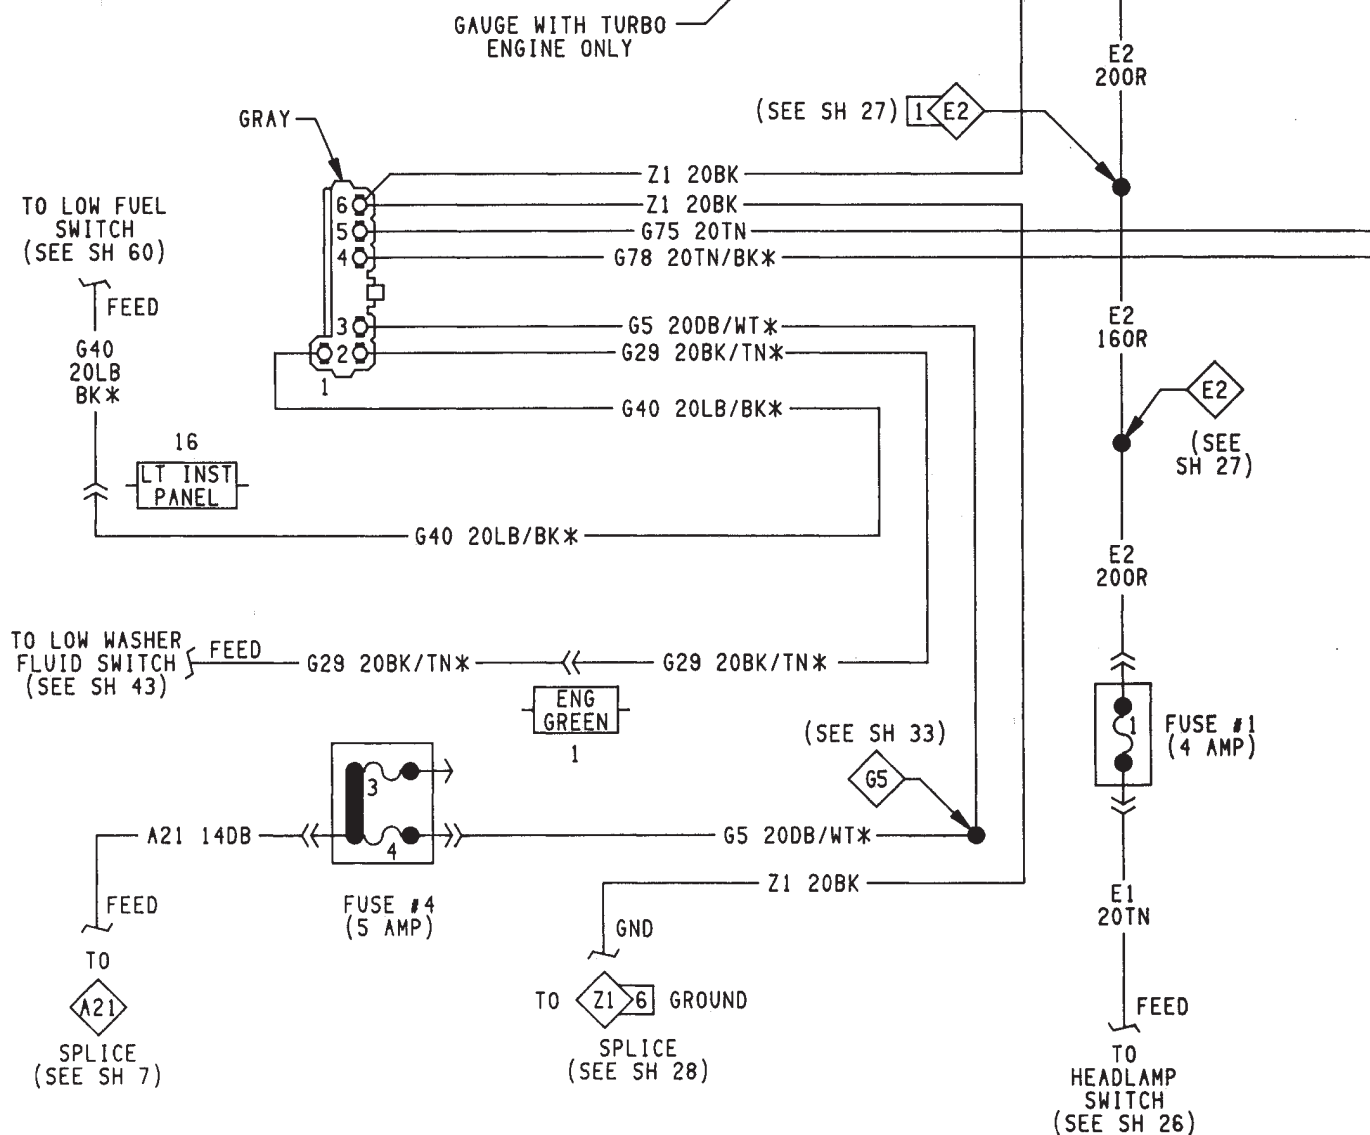 GAUGE WITH TURBO
ENGINE ONLY
E2
20OR
(SEE SH 27) 1 E2
GRAY
Z1 20BK
6
Z1 20BK
5
G75 20TN
4
G78 20TN/BK*
TO LOW FUEL
SWITCH
(SEE SH 60)
FEED
G40
20LB
BK*
3
G5 20DB/WT*
2
G29 20BK/TN*
1
G40 20LB/BK*
E2
16OR
E2
(SEE
SH 27)
16
LT INST
PANEL
G40 20LB/BK*
E2
20OR
TO LOW WASHER
FLUID SWITCH
(SEE SH 43)
FEED
G29 20BK/TN*
G29 20BK/TN*
ENG
GREEN
1
1
FUSE #1
(4 AMP)
(SEE SH 33)
G5
3
A21 14DB
4
G5 20DB/WT*
Z1 20BK
FEED
FUSE #4
(5 AMP)
GND
E1
20TN
TO
A21
SPLICE
(SEE SH 7)
TO Z1 6 GROUND
SPLICE
(SEE SH 28)
FEED
TO
HEADLAMP
SWITCH
(SEE SH 26)